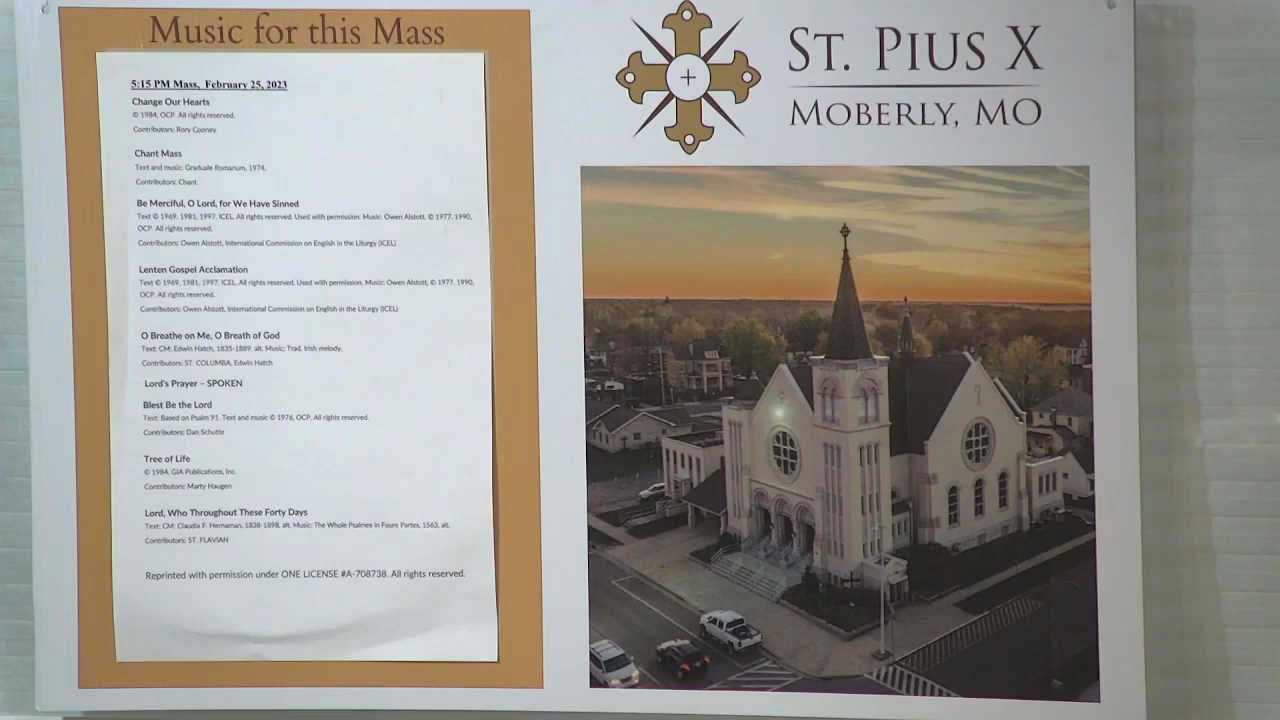 Music for this Mass
5:15 PM Mass, February 25, 2023
Change Our Hearts
© 1984, OCP. All rights reserved.
Contributors: Rory Cooney
Chant Mass
Text and music: Graduale Romanum, 1974.
Contributors: Chant
Be Merciful, O Lord, for We Have Sinned
Text © 1969, 1981, 1997, ICEL. All rights reserved. Used with permission. Music: Owen Alstott, © 1977, 1990,
OCP. All rights reserved.
Contributors: Owen Alstott, International Commission on English in the Liturgy (ICEL)
Lenten Gospel Acclamation
Text © 1969, 1981, 1997, ICEL. All rights reserved. Used with permission. Music: Owen Alstott, © 1977, 1990,
OCP. All rights reserved.
Contributors: Owen Alstott, International Commission on English in the Liturgy (ICEL)
O Breathe on Me, O Breath of God
Text: CM; Edwin Hatch, 1835-1889, alt. Music: Trad. Irish melody.
Contributors: ST. COLUMBA, Edwin Hatch
Lord's Prayer – SPOKEN
Blest Be the Lord
Text: Based on Psalm 91. Text and music © 1976, OCP. All rights reserved.
Contributors: Dan Schutte
Tree of Life
© 1984, GIA Publications, Inc.
Contributors: Marty Haugen
Lord, Who Throughout These Forty Days
Text: CM; Claudia F. Hernaman, 1838-1898, alt. Music: The Whole Psalmes in Foure Partes, 1563, alt.
Contributors: ST. FLAVIAN
Reprinted with permission under ONE LICENSE #A-708738. All rights reserved.
ST. PIUS X
MOBERLY, MO